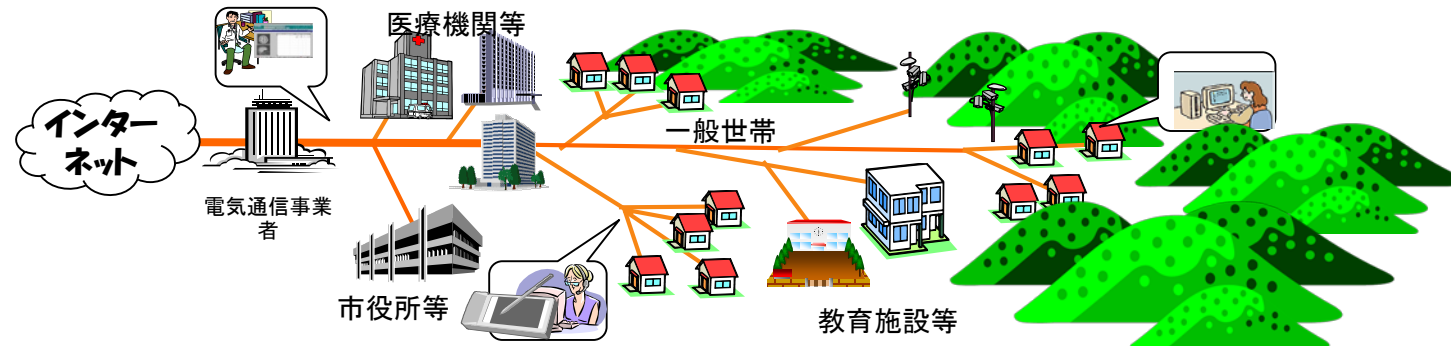 医療機関等
インター
ネット
一般世帯
電気通信事業
者
市役所等
教育施設等